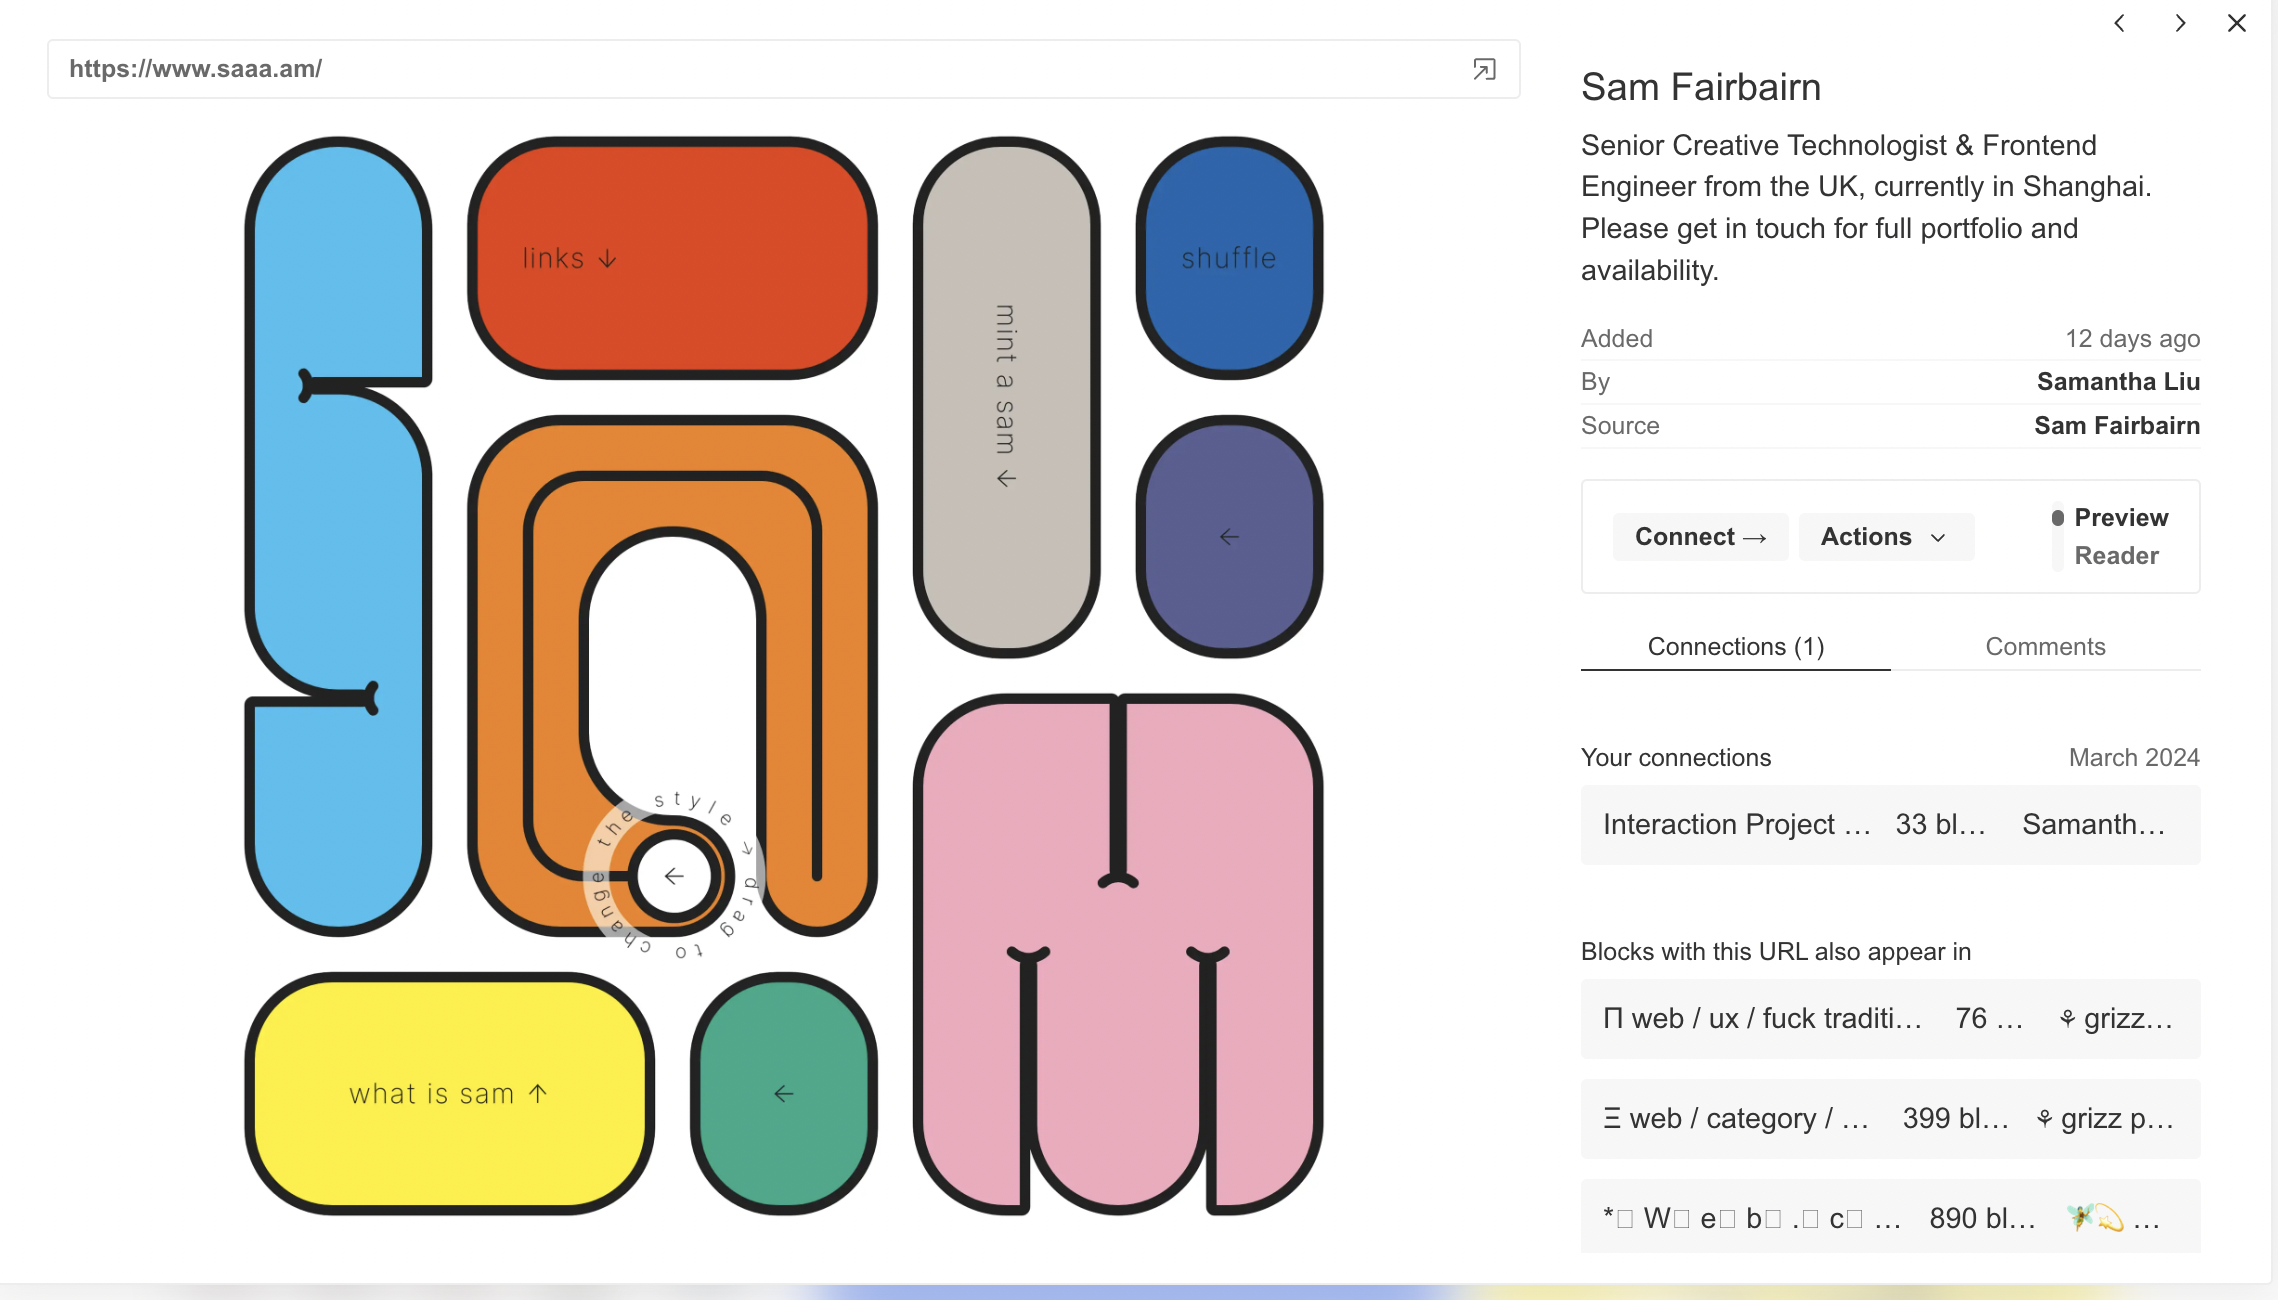 https://www.saaa.am/
links ↓
mint a sam ↓
shuffle
←
the style → drag to change
←
what is sam ↑
←
Sam Fairbairn
Senior Creative Technologist & Frontend
Engineer from the UK, currently in Shanghai.
Please get in touch for full portfolio and
availability.
Added 12 days ago
By Samantha Liu
Source Sam Fairbairn
Connect → Actions
Preview
Reader
Connections (1) Comments
Your connections March 2024
Interaction Project … 33 bl… Samanth…
Blocks with this URL also appear in
Π web / ux / fuck traditi… 76 … ⚘ grizz…
Ξ web / category / … 399 bl… ⚘ grizz p…
*□ W□ e□ b□ .□ c□ … 890 bl… 🧚💫 …